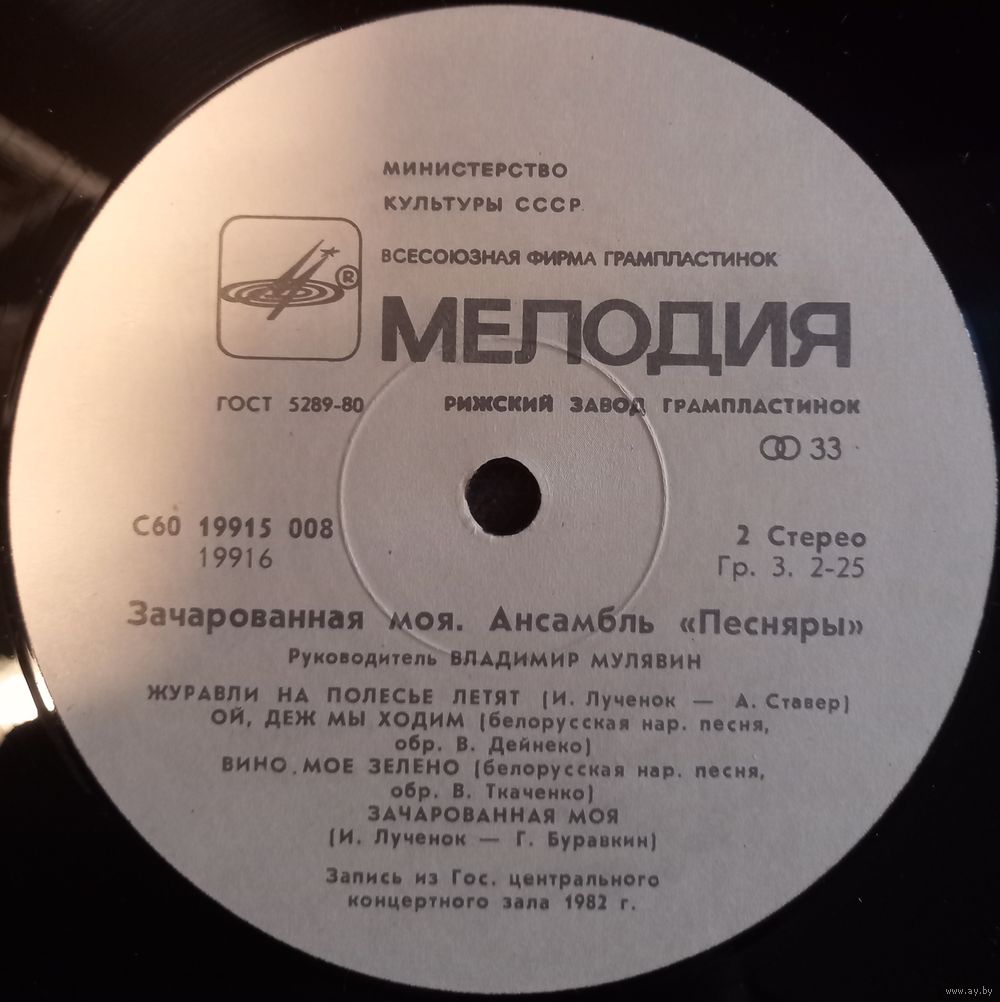 МИНИСТЕРСТВО
КУЛЬТУРЫ СССР
ВСЕСОЮЗНАЯ ФИРМА ГРАМПЛАСТИНОК
®
МЕЛОДИЯ
ГОСТ 5289-80 РИЖСКИЙ ЗАВОД ГРАМПЛАСТИНОК
33
С60 19915 008
19916
2 Стерео
Гр. 3. 2-25
Зачарованная моя. Ансамбль «Песняры»
Руководитель ВЛАДИМИР МУЛЯВИН
ЖУРАВЛИ НА ПОЛЕСЬЕ ЛЕТЯТ (И. Лученок — А. Ставер)
ОЙ, ДЕЖ МЫ ХОДИМ (белорусская нар. песня,
обр. В. Дейнеко)
ВИНО МОЕ ЗЕЛЕНО (белорусская нар. песня,
обр. В. Ткаченко)
ЗАЧАРОВАННАЯ МОЯ
(И. Лученок — Г. Буравкин)
Запись из Гос. центрального
концертного зала 1982 г.
www.ay.by